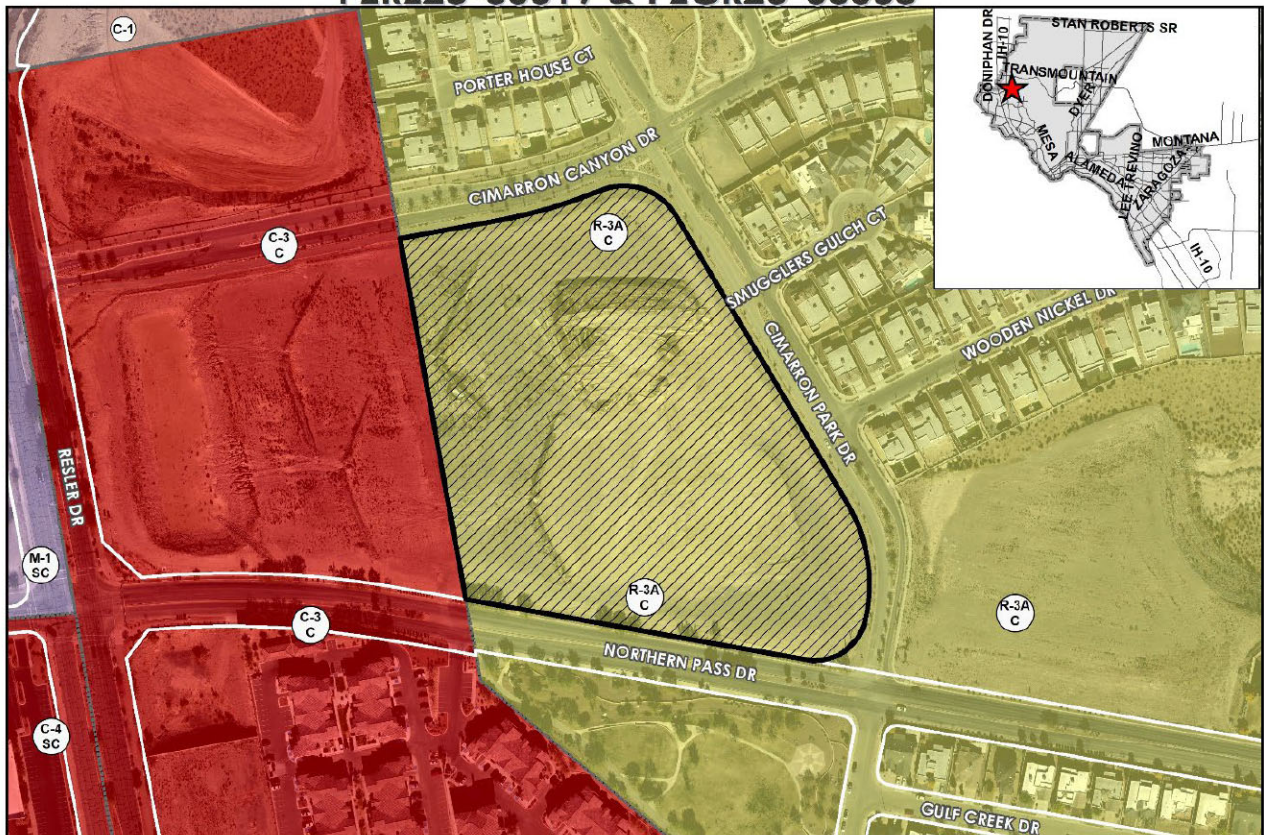 C-1
PORTER HOUSE CT
CIMARRON CANYON DR
R-3A
C
C-3
C
SMUGGLERS GULCH CT
CIMARRON PARK DR
WOODEN NICKEL DR
RESLER DR
M-1
SC
R-3A
C
R-3A
C
C-3
C
NORTHERN PASS DR
C-4
SC
GULF CREEK DR
DONIPHAN DR
IH-10
STAN ROBERTS SR
TRANSMOUNTAIN
DYER
MESA
MONTANA
ALAMEDA
LEE TREVINO
ZARAGOZA
IH-10